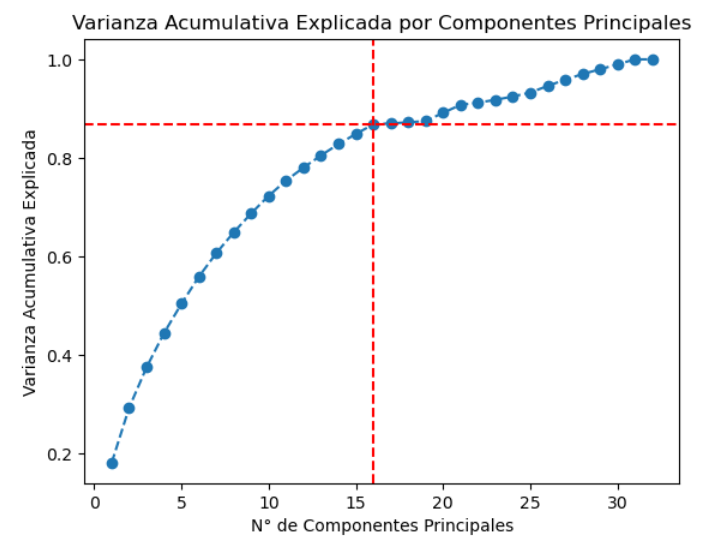 Varianza Acumulativa Explicada por Componentes Principales
1.0
0.8
0.6
0.4
0.2
Varianza Acumulativa Explicada
0 5 10 15 20 25 30
N° de Componentes Principales